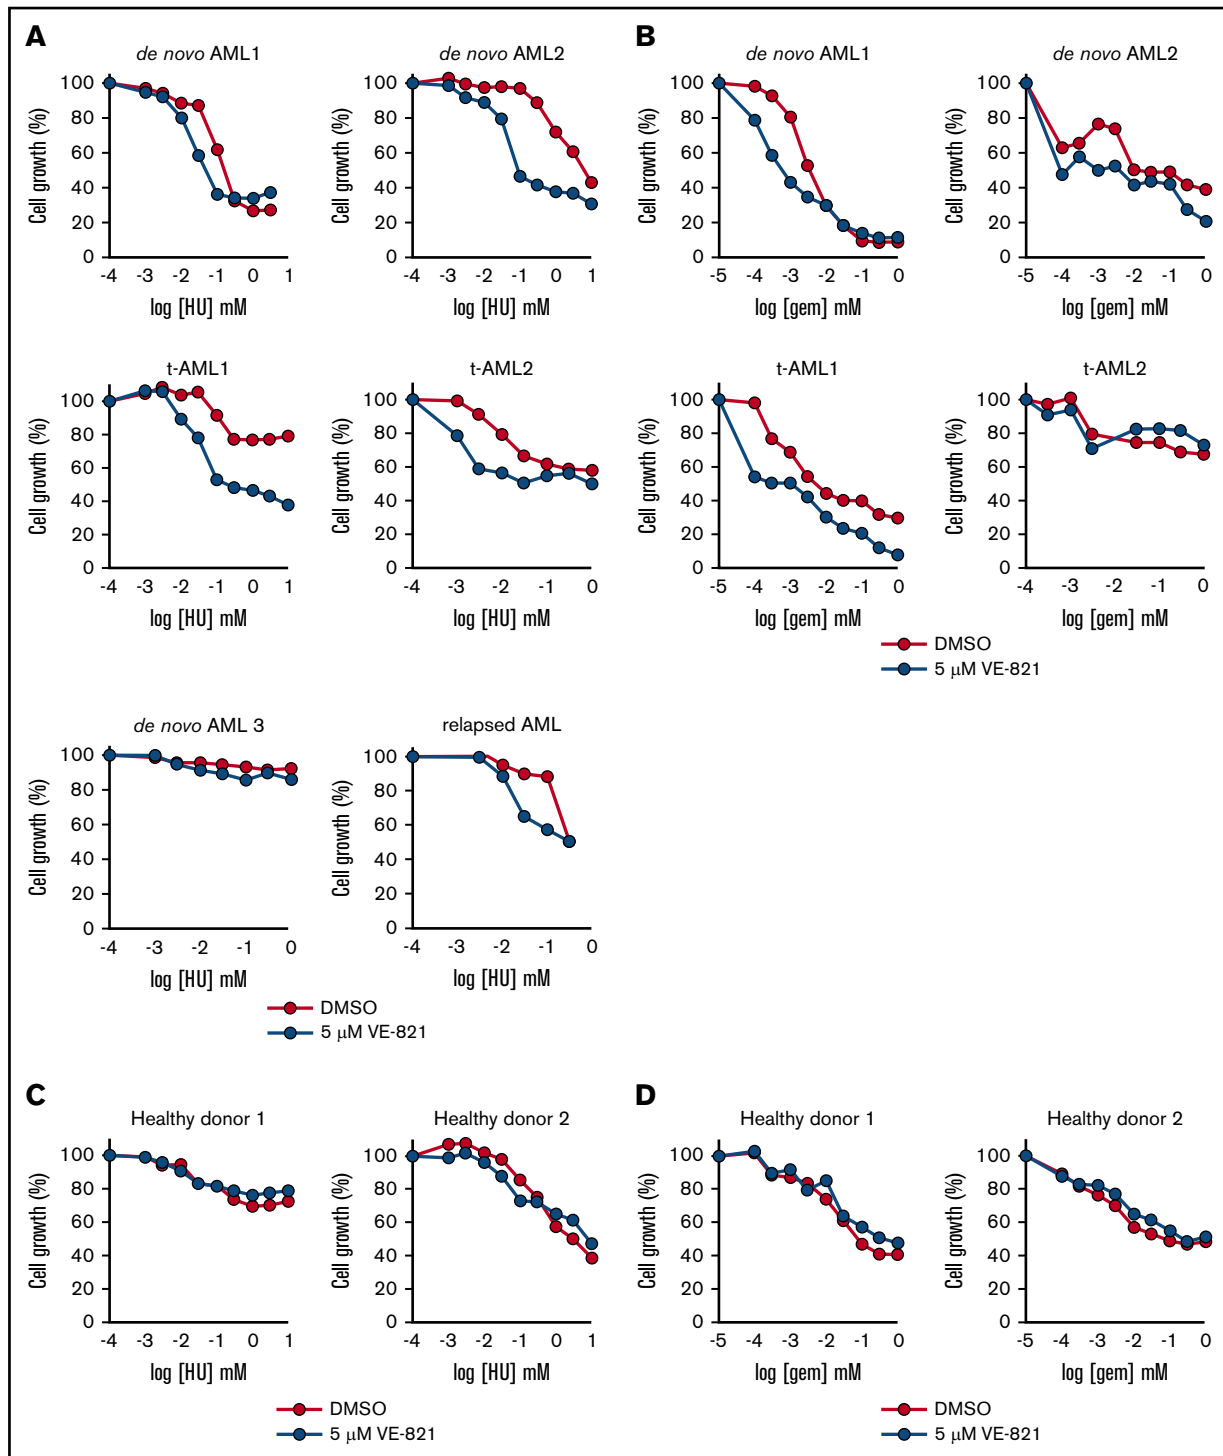 A
B
de novo AML1
de novo AML2
de novo AML1
de novo AML2
Cell growth (%)
100
80
60
40
20
0
-4 -3 -2 -1 0 1
log [HU] mM
Cell growth (%)
100
80
60
40
20
0
-4 -3 -2 -1 0 1
log [HU] mM
Cell growth (%)
100
80
60
40
20
0
-5 -4 -3 -2 -1 0
log [gem] mM
Cell growth (%)
100
80
60
40
20
0
-5 -4 -3 -2 -1 0
log [gem] mM
t-AML1
t-AML2
t-AML1
t-AML2
Cell growth (%)
100
80
60
40
20
0
-4 -3 -2 -1 0 1
log [HU] mM
Cell growth (%)
100
80
60
40
20
0
-4 -3 -2 -1 0
log [HU] mM
Cell growth (%)
100
80
60
40
20
0
-5 -4 -3 -2 -1 0
log [gem] mM
Cell growth (%)
100
80
60
40
20
0
-4 -3 -2 -1 0
log [gem] mM
DMSO
5 μM VE-821
de novo AML 3
relapsed AML
Cell growth (%)
100
80
60
40
20
0
-4 -3 -2 -1 0
log [HU] mM
Cell growth (%)
100
80
60
40
20
0
-4 -3 -2 -1 0
log [HU] mM
DMSO
5 μM VE-821
C
D
Healthy donor 1
Healthy donor 2
Healthy donor 1
Healthy donor 2
Cell growth (%)
100
80
60
40
20
0
-4 -3 -2 -1 0 1
log [HU] mM
Cell growth (%)
100
80
60
40
20
0
-4 -3 -2 -1 0 1
log [HU] mM
Cell growth (%)
100
80
60
40
20
0
-5 -4 -3 -2 -1 0
log [gem] mM
Cell growth (%)
100
80
60
40
20
0
-5 -4 -3 -2 -1 0
log [gem] mM
DMSO
5 μM VE-821
DMSO
5 μM VE-821